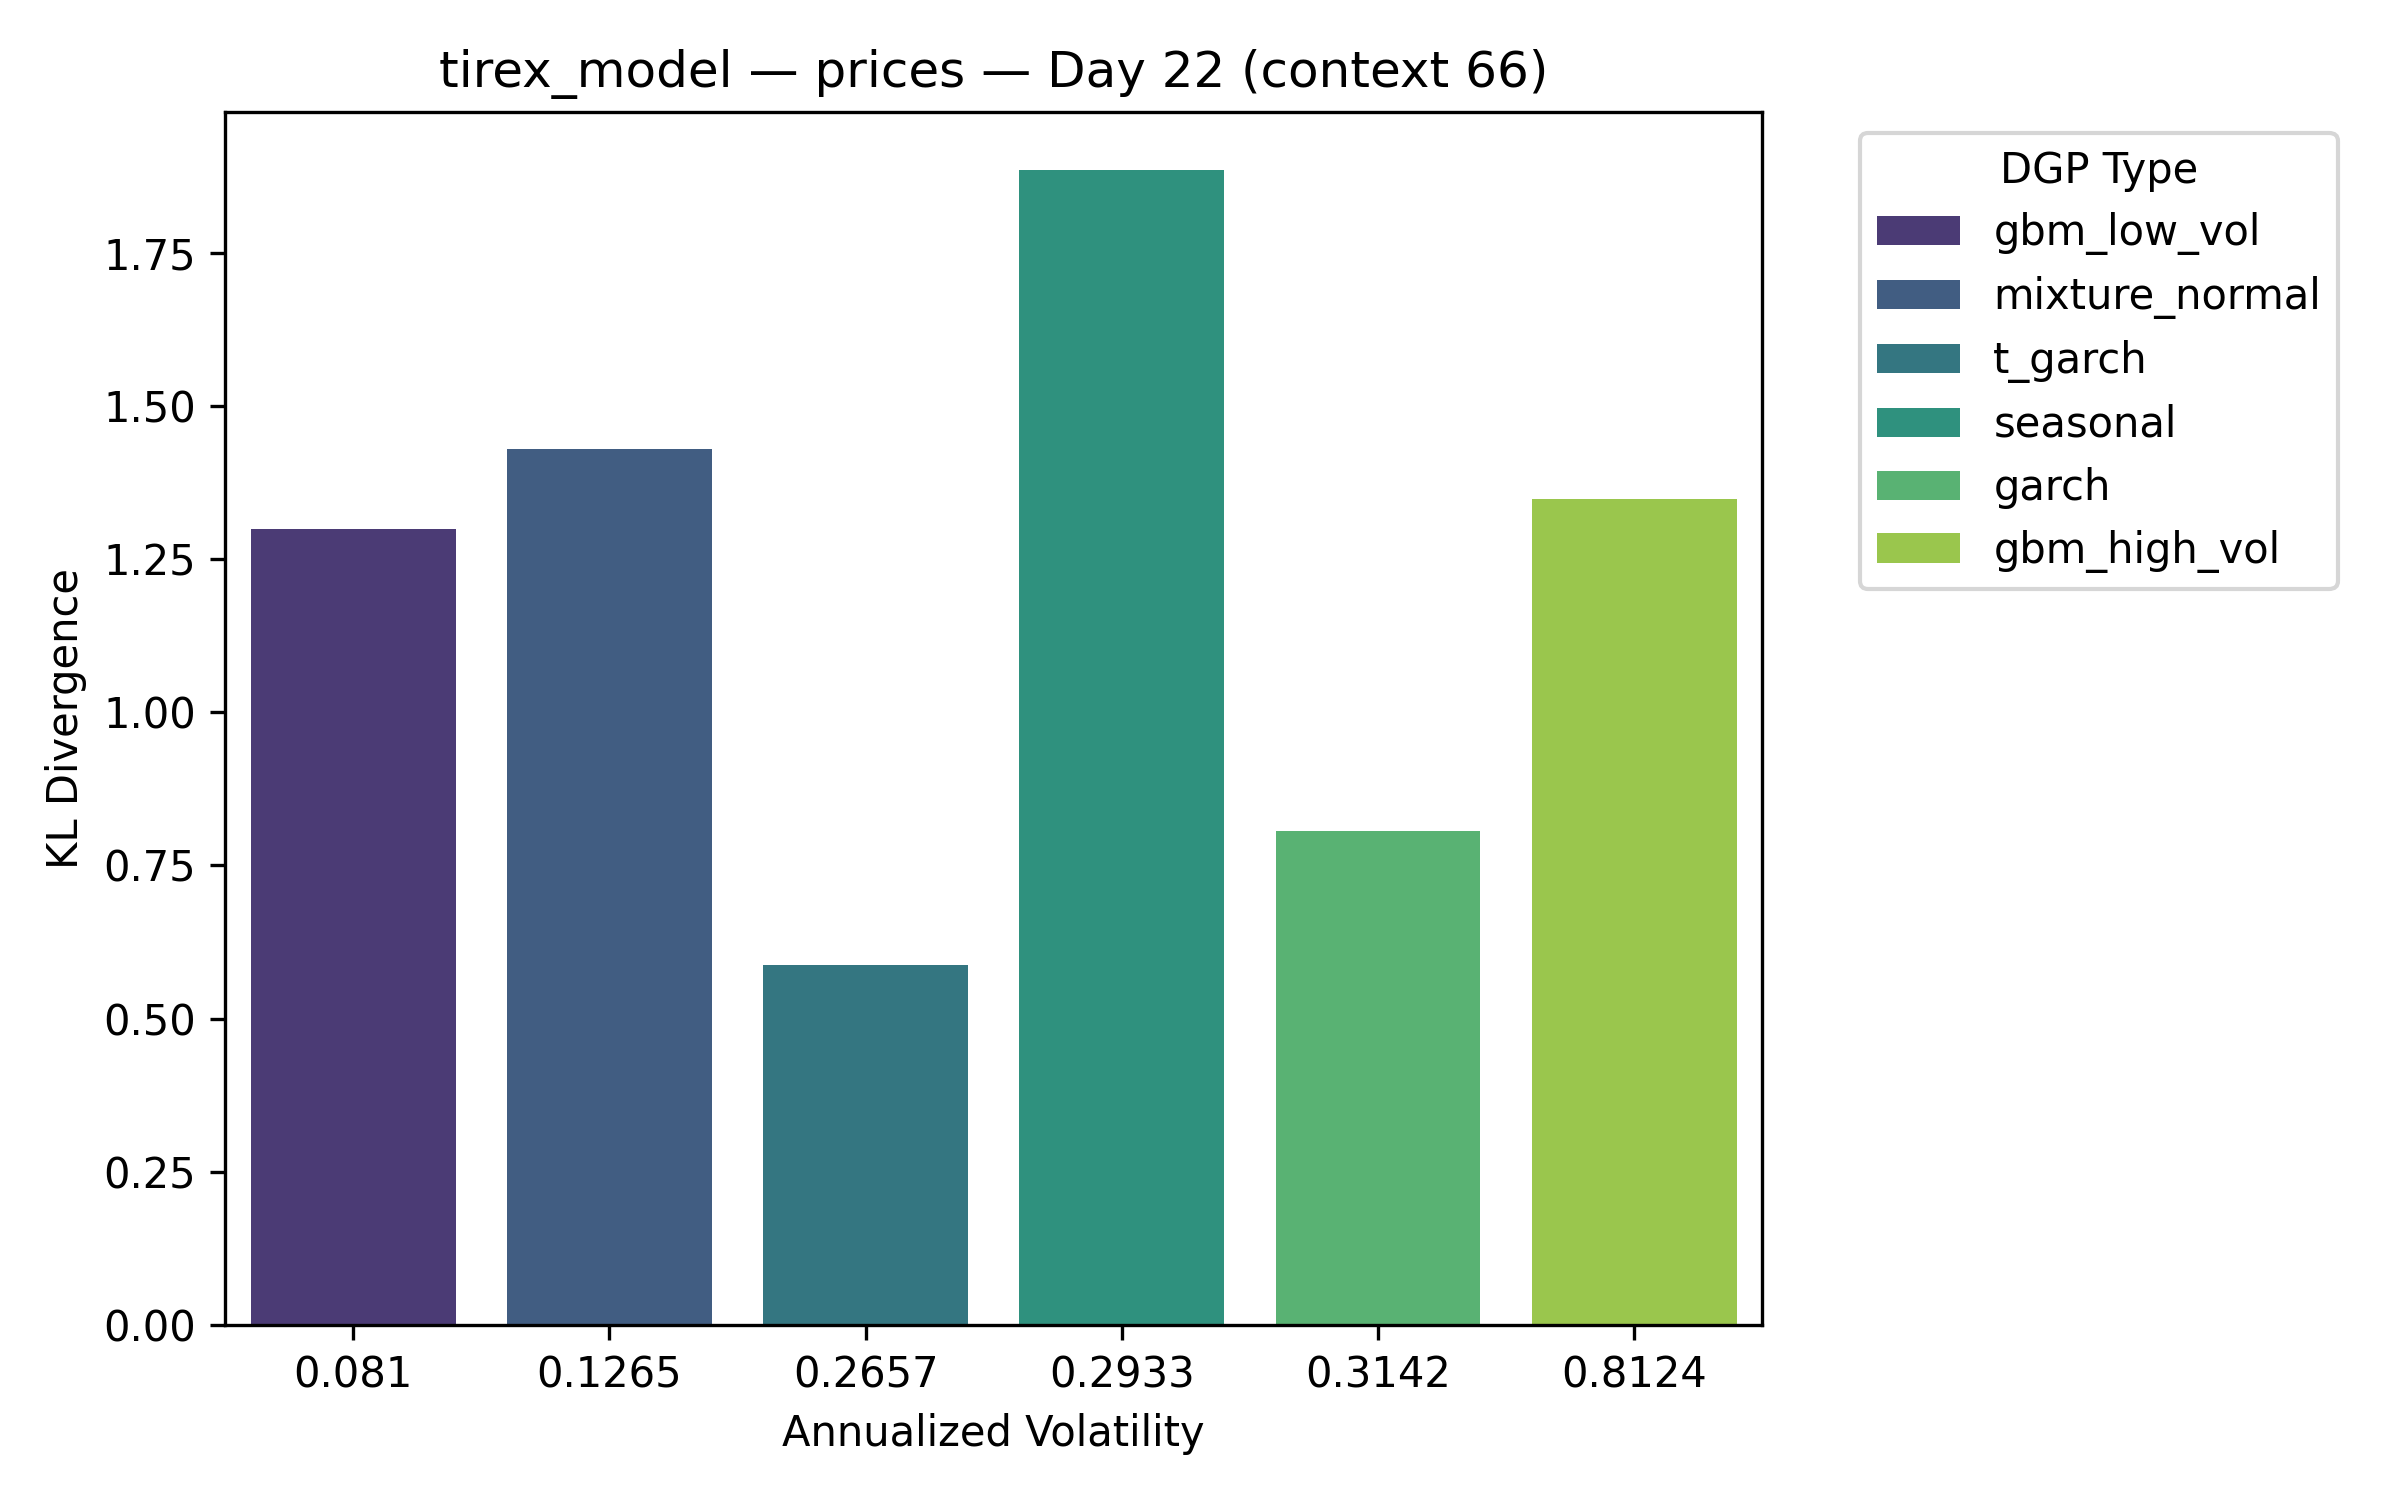 tirex_model — prices — Day 22 (context 66)
KL Divergence
1.75
1.50
1.25
1.00
0.75
0.50
0.25
0.00
0.081 0.1265 0.2657 0.2933 0.3142 0.8124
Annualized Volatility
DGP Type
gbm_low_vol
mixture_normal
t_garch
seasonal
garch
gbm_high_vol